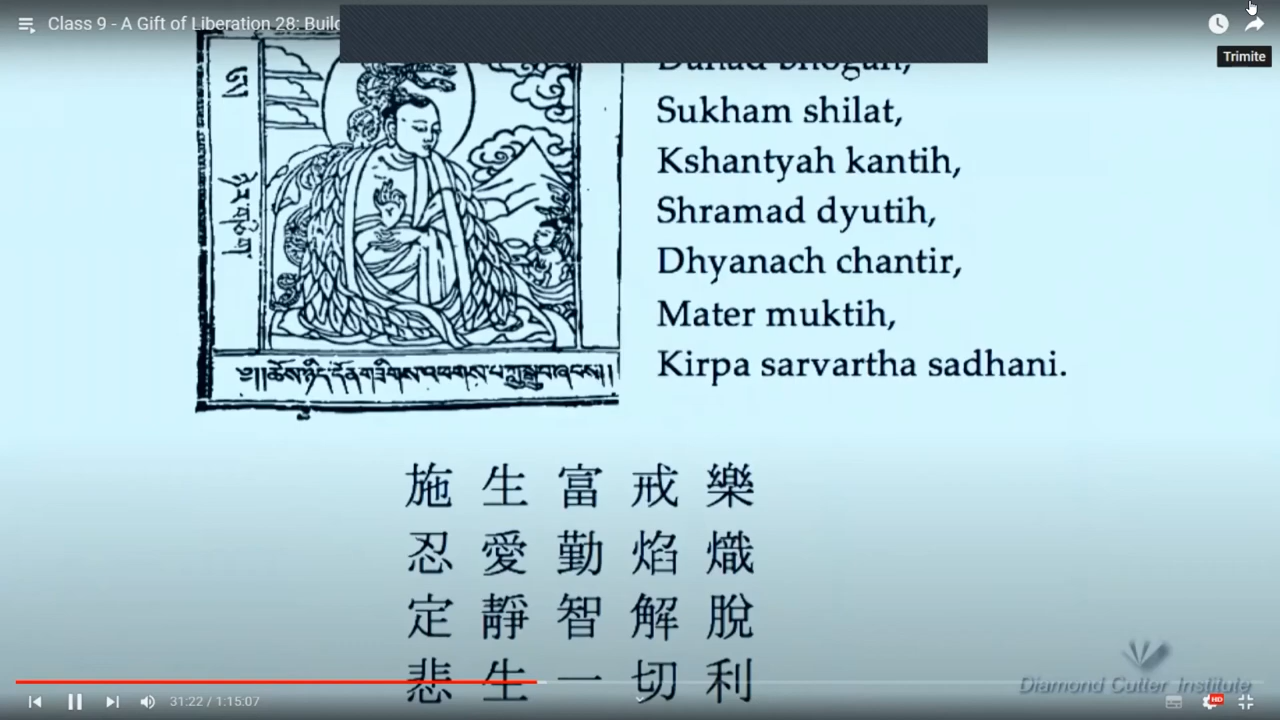 Class 9 - A Gift of Liberation 28:
Trimite
Sukham shilat,
Kshantyah kantih,
Shramad dyutih,
Dhyanach chantir,
Mater muktih,
Kirpa sarvartha sadhani.
施 生 富 戒 樂
忍 愛 勤 焰 熾
定 靜 智 解 脫
悲 生 一 切 利
Diamond Cutter Institute
31:22 / 1:15:07
HD